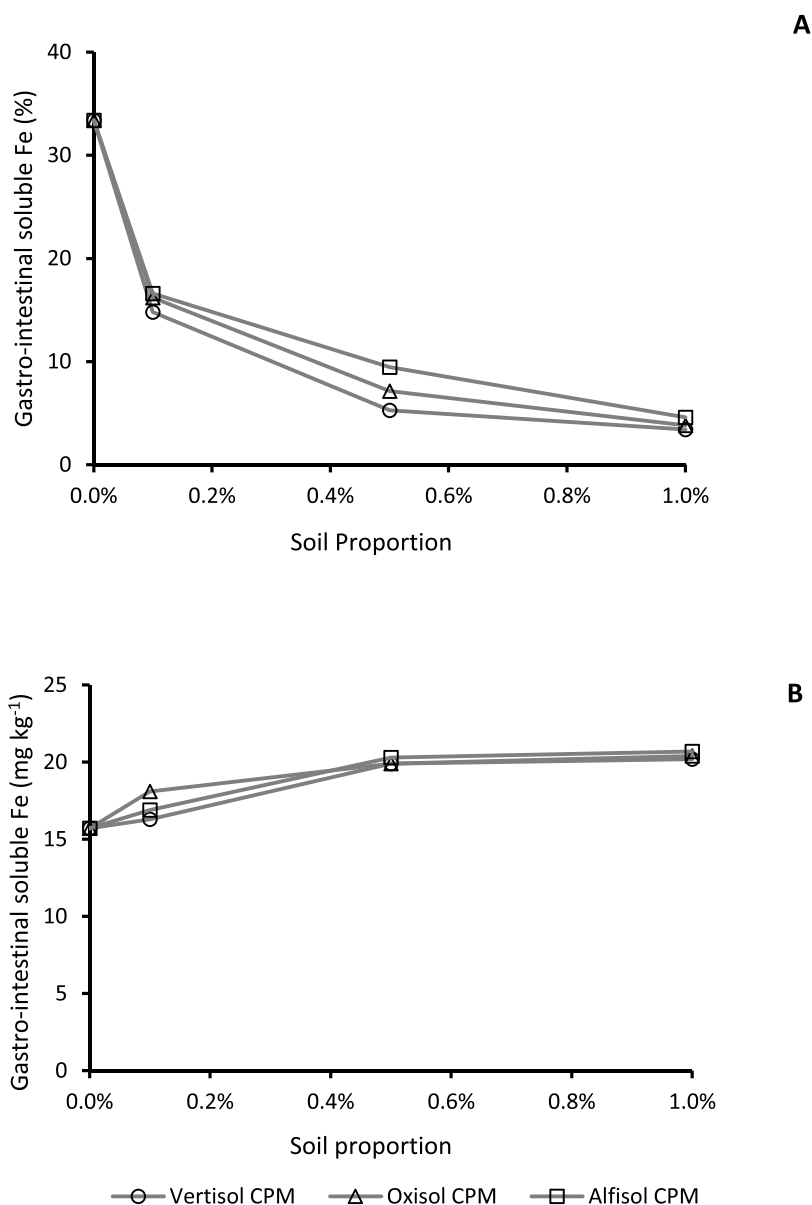 A
Gastro-intestinal soluble Fe (%)
40
30
20
10
0
0.0% 0.2% 0.4% 0.6% 0.8% 1.0%
Soil Proportion
B
Gastro-intestinal soluble Fe (mg kg⁻¹)
25
20
15
10
5
0
0.0% 0.2% 0.4% 0.6% 0.8% 1.0%
Soil proportion
Vertisol CPM Oxisol CPM Alfisol CPM